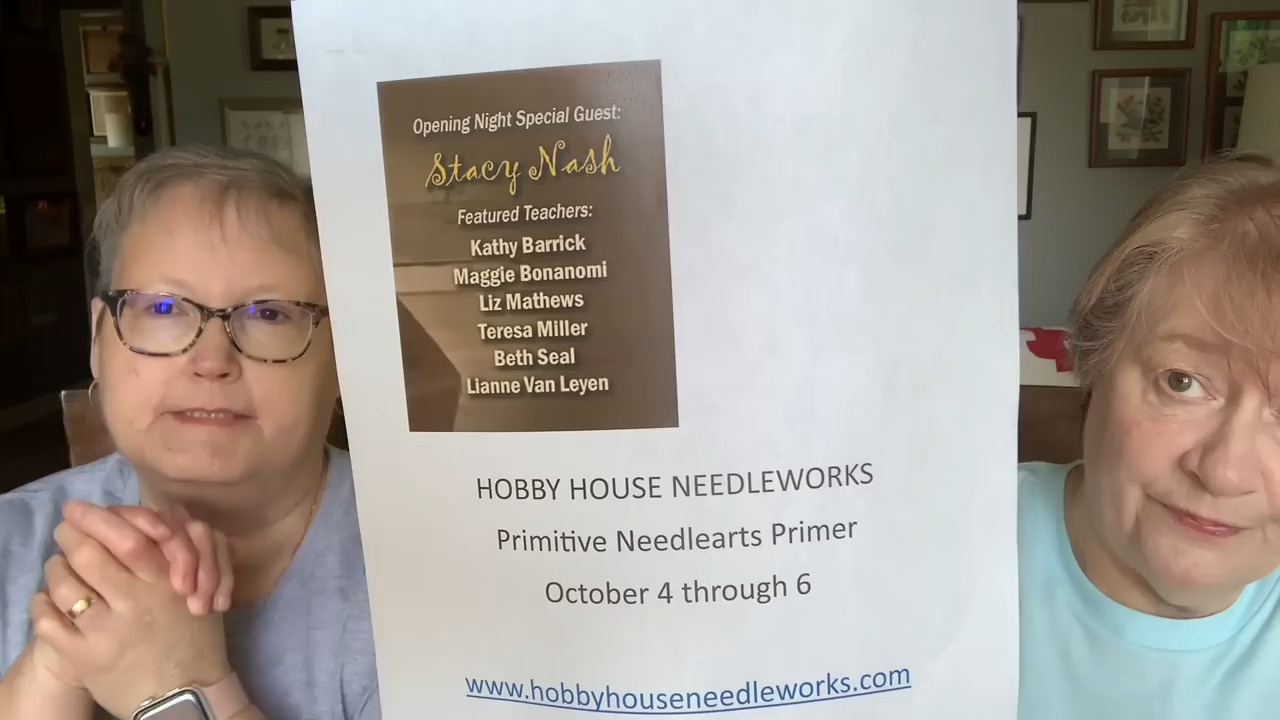 Opening Night Special Guest:
Stacy Nash
Featured Teachers:
Kathy Barrick
Maggie Bonanomi
Liz Mathews
Teresa Miller
Beth Seal
Lianne Van Leyen
HOBBY HOUSE NEEDLEWORKS
Primitive Needlearts Primer
October 4 through 6
www.hobbyhouseneedleworks.com